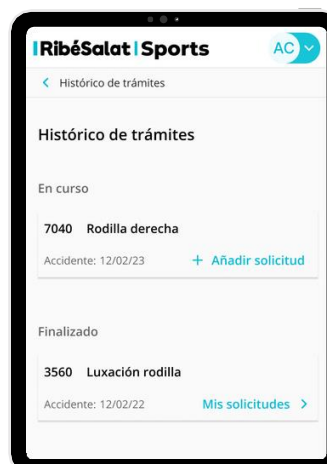 RibéSalat Sports AC
Histórico de trámites
Histórico de trámites
En curso
7040 Rodilla derecha
Accidente: 12/02/23 + Añadir solicitud
Finalizado
3560 Luxación rodilla
Accidente: 12/02/22 Mis solicitudes >